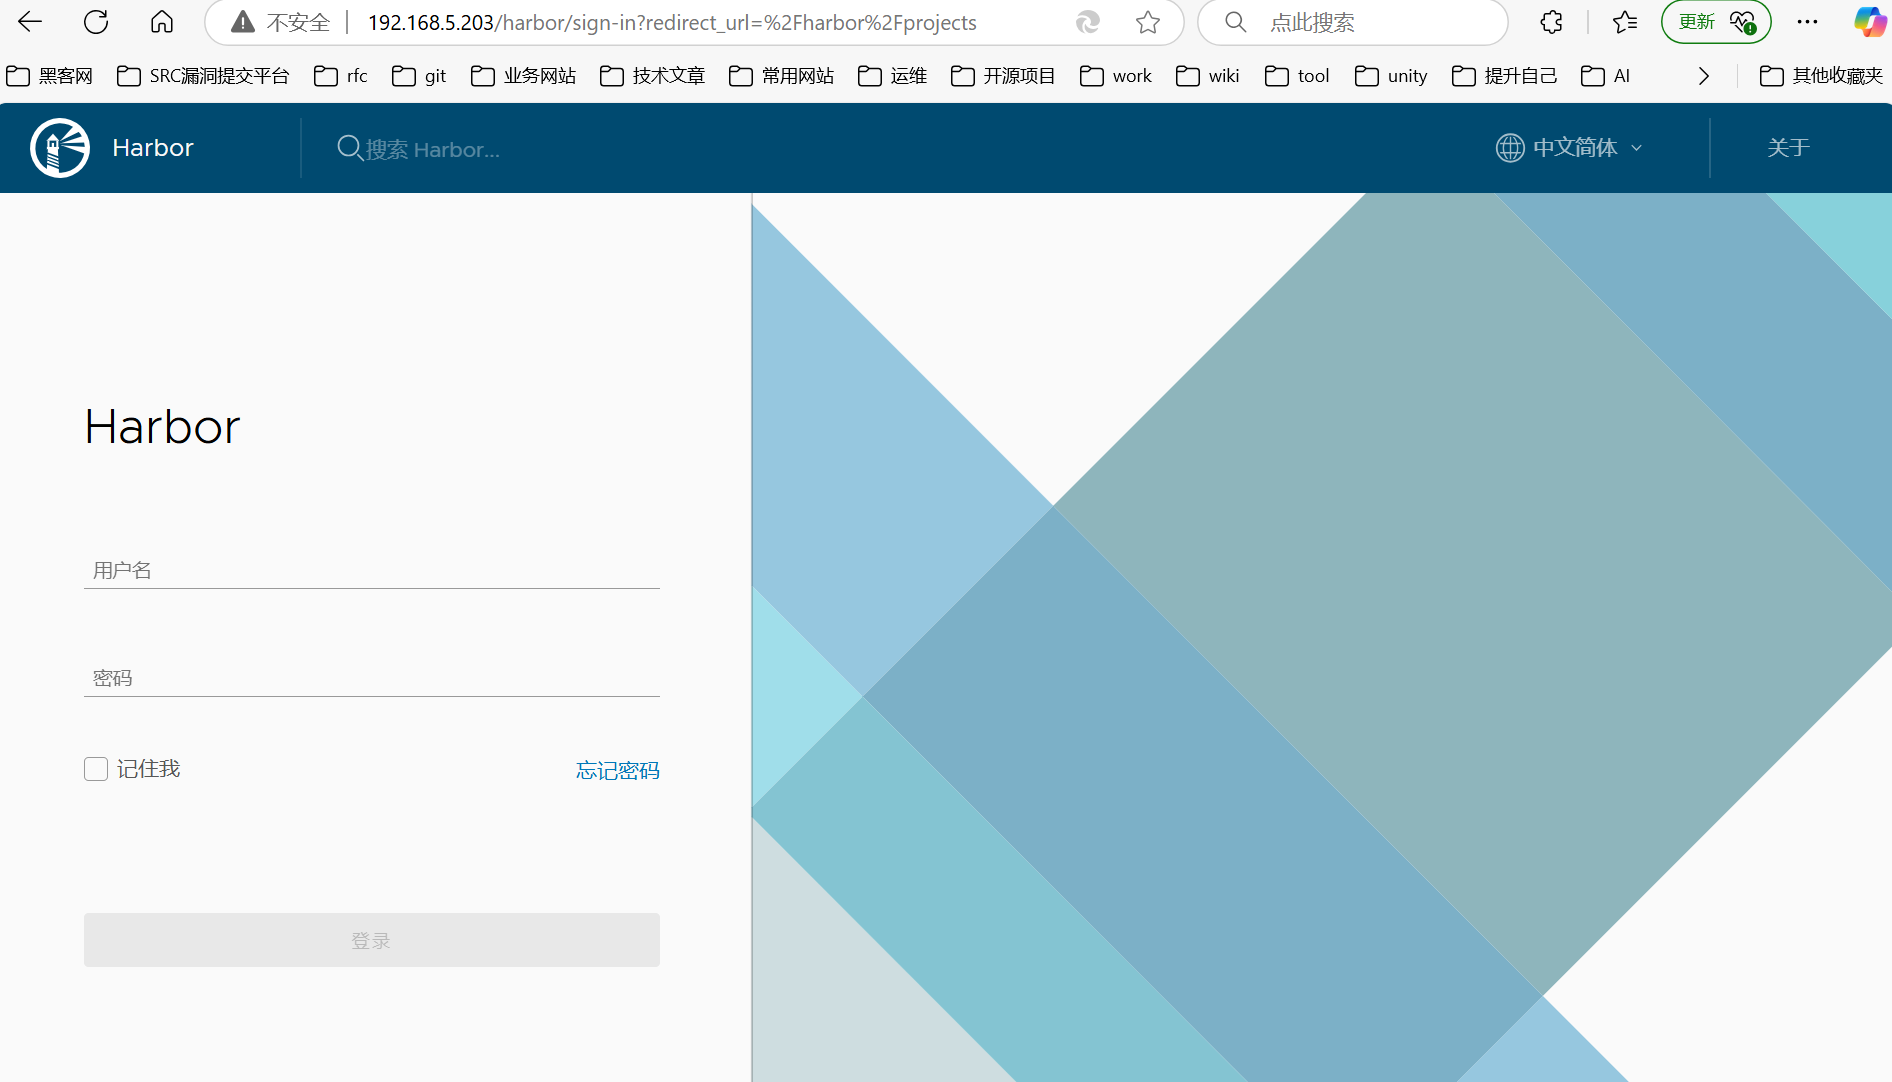 不安全 192.168.5.203/harbor/sign-in?redirect_url=%2Fharbor%2Fprojects 点此搜索 更新
黑客网 SRC漏洞提交平台 rfc git 业务网站 技术文章 常用网站 运维 开源项目 work wiki tool unity 提升自己 AI 其他收藏夹
Harbor 搜索 Harbor... 中文简体 关于
Harbor
用户名
密码
记住我 忘记密码
登录